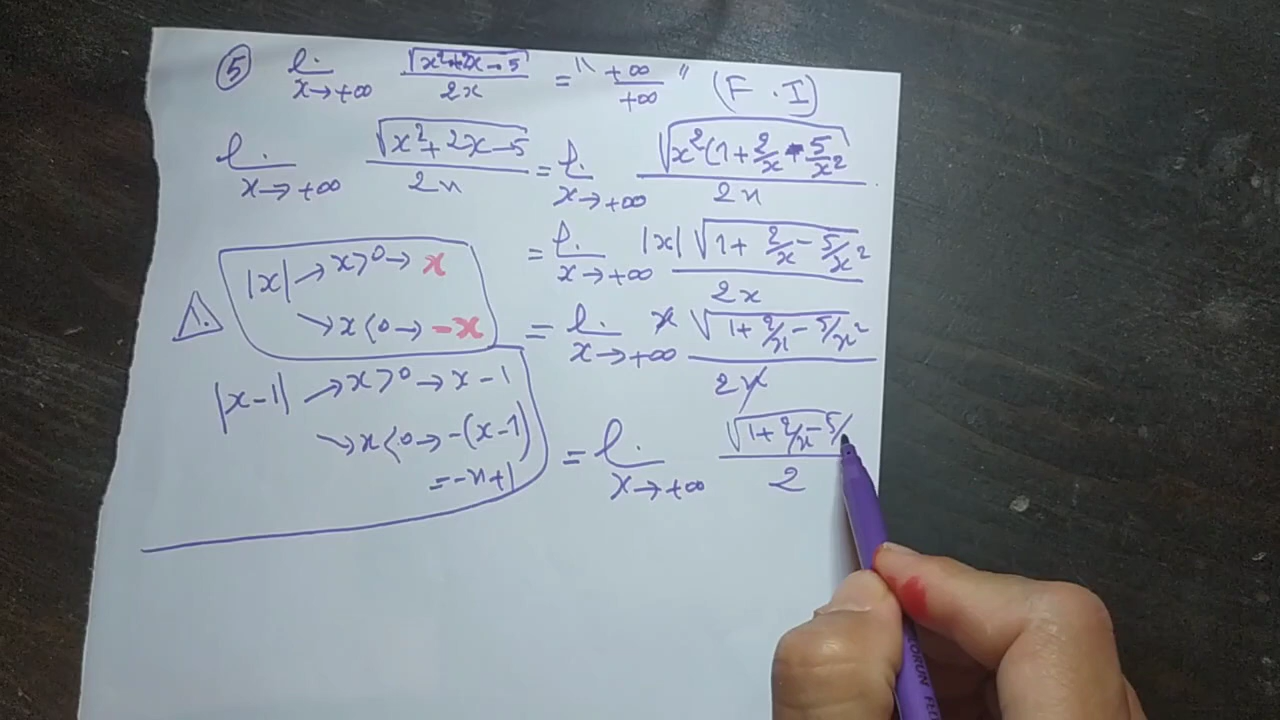 ⑤ lim x→+∞ √(x²+2x-5) / 2x = "+∞/+∞" (F.I)
lim x→+∞ √(x²+2x-5) / 2x = lim x→+∞ √(x²(1+2/x-5/x²) / 2x
= lim x→+∞ |x|√(1+2/x-5/x²) / 2x
= lim x→+∞ x√(1+2/x-5/x²) / 2x
= lim x→+∞ √(1+2/x-5/ / 2
⚠ |x| → x>0 → x
→ x<0 → -x
|x-1| → x>0 → x-1
→ x<0 → -(x-1)
= -x+1
KORUN